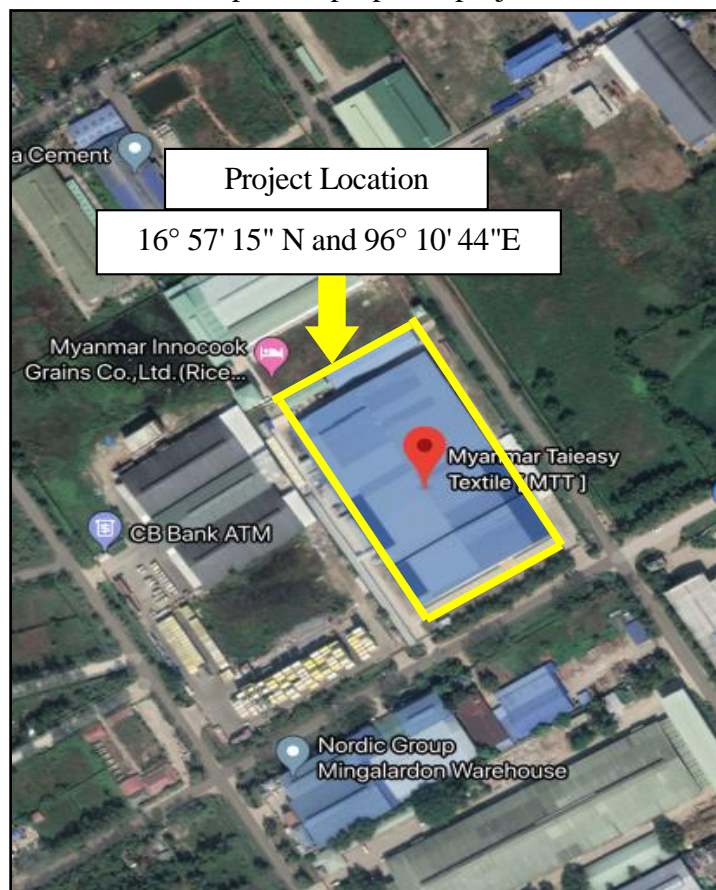 a Cement
Project Location
16° 57' 15" N and 96° 10' 44"E
Myanmar Innocook
Grains Co.,Ltd.(Rice...
Myanmar Taieasy
Textile [ MTT ]
CB Bank ATM
Nordic Group
Mingalardon Warehouse